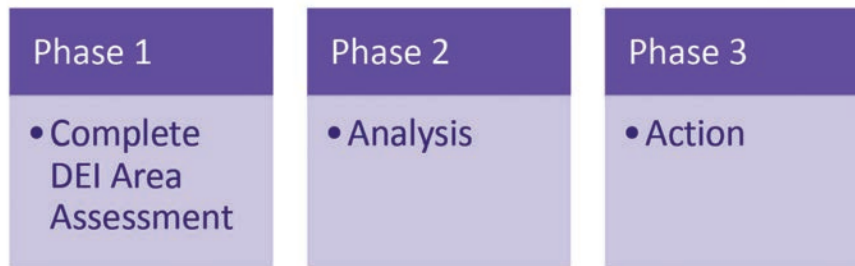 Phase 1
• Complete
DEI Area
Assessment
Phase 2
• Analysis
Phase 3
• Action